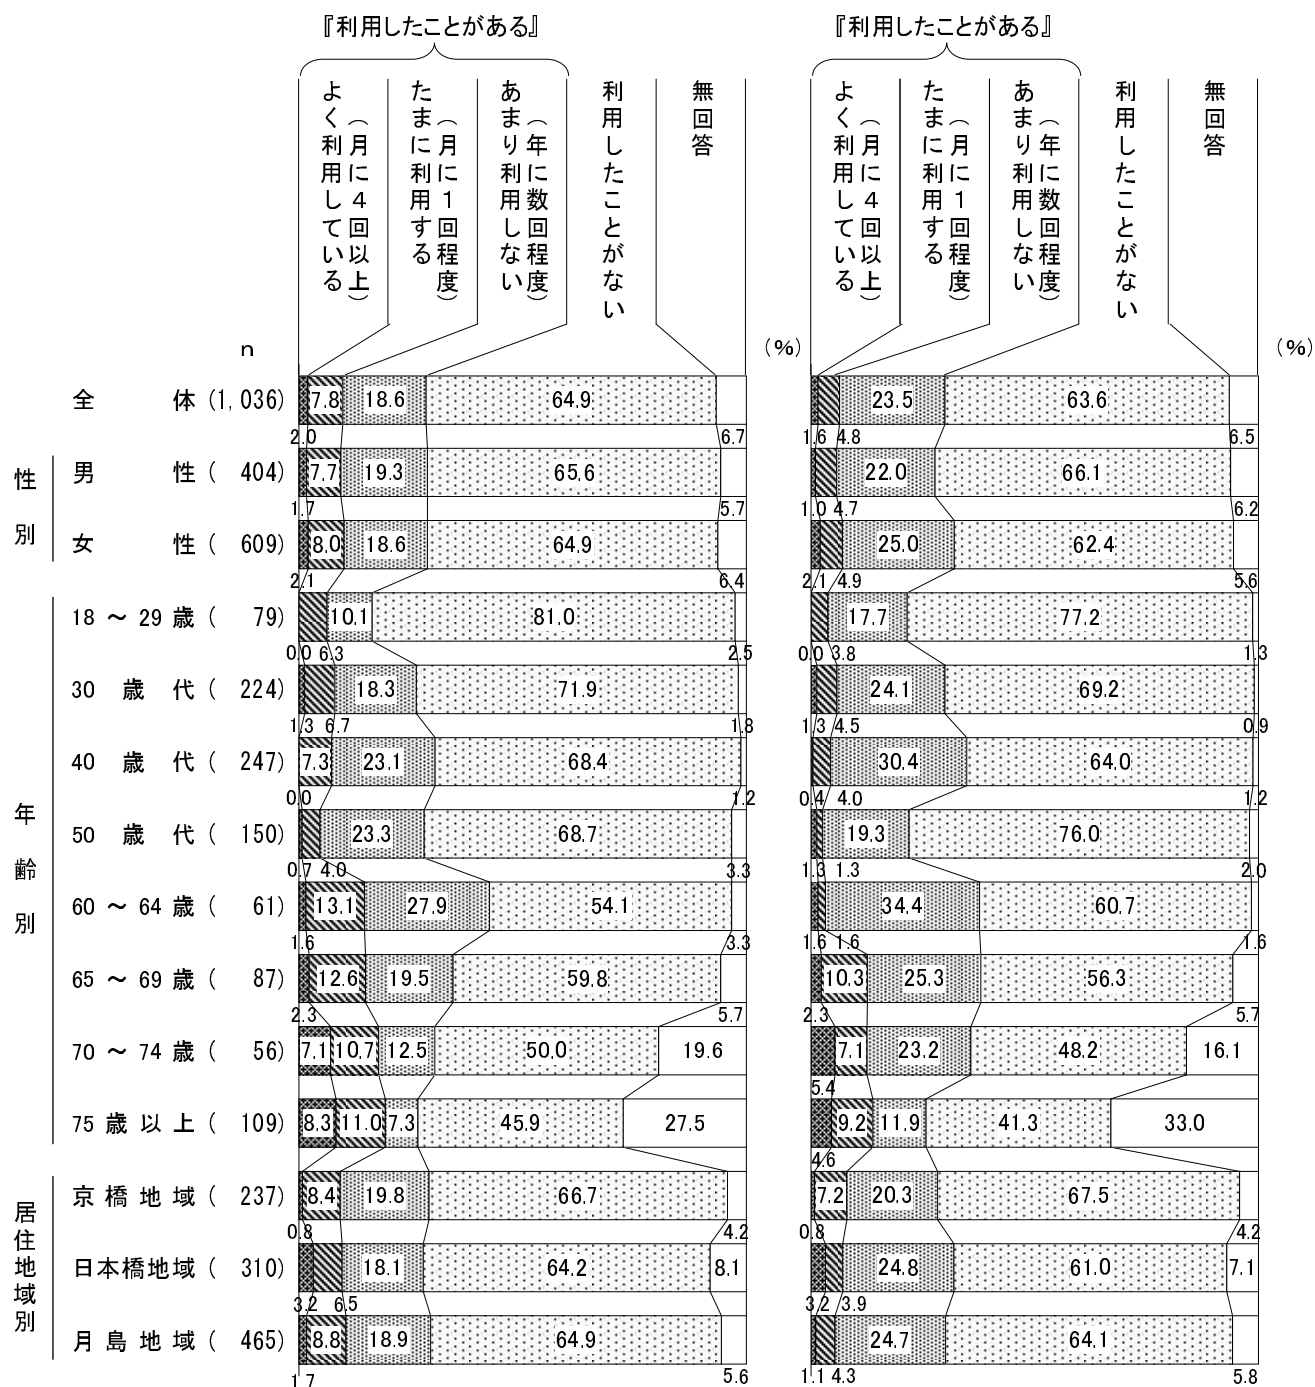 『利用したことがある』 『利用したことがある』
よく利用している（月に４回以上） たまに利用する（月に１回程度） あまり利用しない（年に数回程度） 利用したことがない 無回答 よく利用している（月に４回以上） たまに利用する（月に１回程度） あまり利用しない（年に数回程度） 利用したことがない 無回答
n (%) (%)
全体 (1,036) 7.8 18.6 64.9 23.5 63.6
2.0 6.7 1.6 4.8 6.5
性別
男性 ( 404) 7.7 19.3 65.6 22.0 66.1
1.7 5.7 1.0 4.7 6.2
女性 ( 609) 8.0 18.6 64.9 25.0 62.4
2.1 6.4 2.1 4.9 5.6
年齢別
18～29歳 ( 79) 10.1 81.0 17.7 77.2
0.0 6.3 2.5 0.0 3.8 1.3
30歳代 ( 224) 18.3 71.9 24.1 69.2
1.3 6.7 1.8 1.3 4.5 0.9
40歳代 ( 247) 7.3 23.1 68.4 30.4 64.0
0.0 1.2 0.4 4.0 1.2
50歳代 ( 150) 23.3 68.7 19.3 76.0
0.7 4.0 3.3 1.3 1.3 2.0
60～64歳 ( 61) 13.1 27.9 54.1 34.4 60.7
1.6 3.3 1.6 1.6 1.6
65～69歳 ( 87) 12.6 19.5 59.8 10.3 25.3 56.3
2.3 5.7 2.3 5.7
70～74歳 ( 56) 7.1 10.7 12.5 50.0 19.6 7.1 23.2 48.2 16.1
5.4
75歳以上 ( 109) 8.3 11.0 7.3 45.9 27.5 9.2 11.9 41.3 33.0
4.6
居住地域別
京橋地域 ( 237) 8.4 19.8 66.7 7.2 20.3 67.5
0.8 4.2 0.8 4.2
日本橋地域 ( 310) 18.1 64.2 8.1 24.8 61.0 7.1
3.2 6.5 3.2 3.9
月島地域 ( 465) 8.8 18.9 64.9 24.7 64.1
1.7 5.6 1.1 4.3 5.8